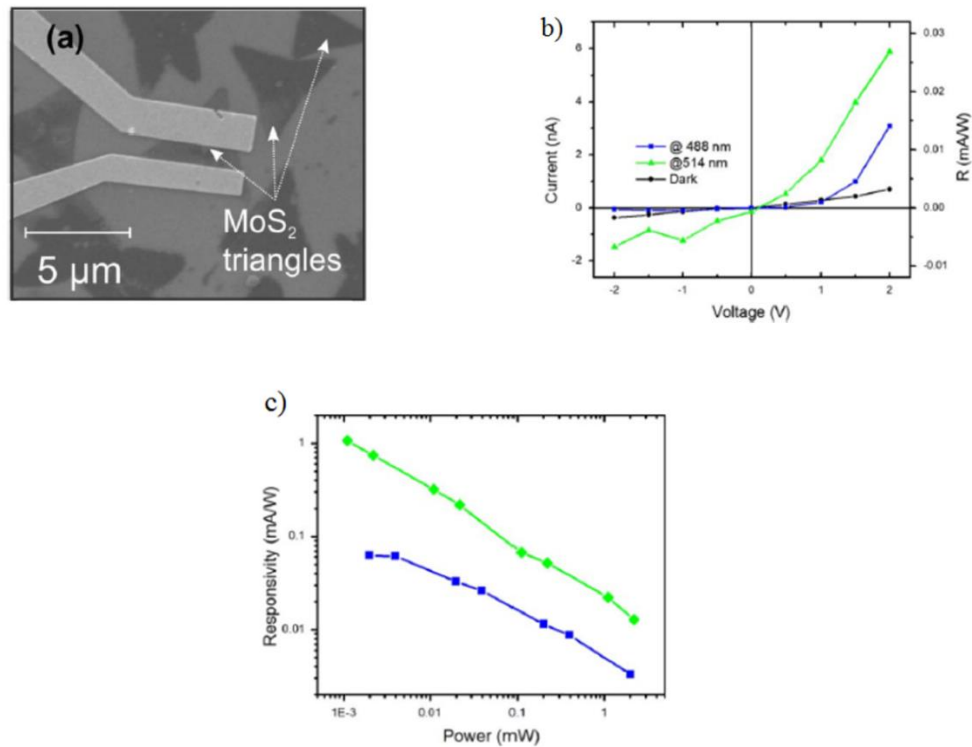 (a)
MoS₂
triangles
5 μm
b)
6
4
2
0
-2
Current (nA)
@ 488 nm
@514 nm
Dark
0.03
0.02
0.01
0.00
-0.01
R (mA/W)
-2 -1 0 1 2
Voltage (V)
c)
1
0.1
0.01
Responsivity (mA/W)
1E-3 0.01 0.1 1
Power (mW)